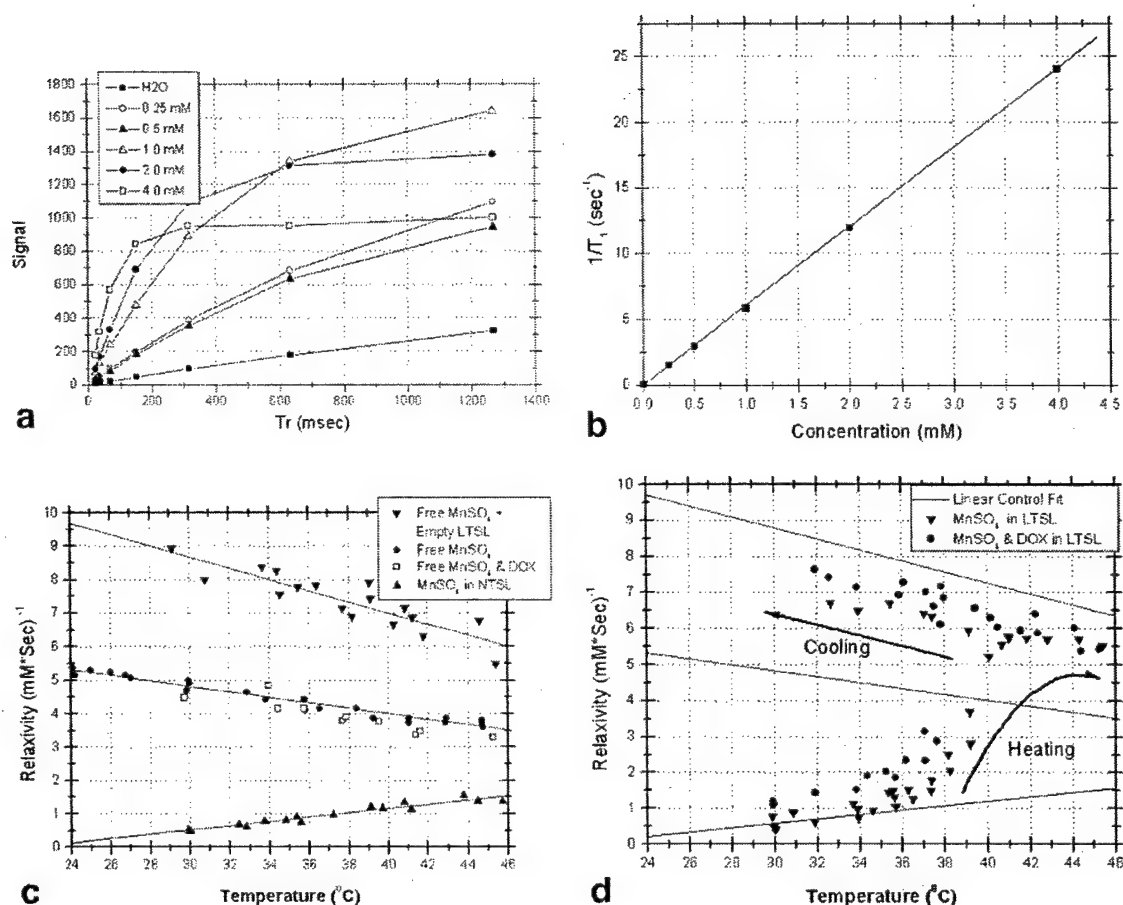 1800
1600
1400
1200
1000
800
600
400
200
0
Signal
H2O
0.25 mM
0.5 mM
1.0 mM
2.0 mM
4.0 mM
0 200 400 600 800 1000 1200 1400
Tr (msec)
a
25
20
15
10
5
0
1/T1 (sec-1)
0.0 0.5 1.0 1.5 2.0 2.5 3.0 3.5 4.0 4.5
Concentration (mM)
b
10
9
8
7
6
5
4
3
2
1
0
Relaxivity (mM*Sec)-1
Free MnSO4 +
Empty LTSL
Free MnSO4
Free MnSO4 & DOX
MnSO4 in NTSL
24 26 28 30 32 34 36 38 40 42 44 46
Temperature (°C)
c
10
9
8
7
6
5
4
3
2
1
0
Relaxivity (mM*Sec)-1
Linear Control Fit
MnSO4 in LTSL
MnSO4 & DOX in LTSL
Cooling
Heating
24 26 28 30 32 34 36 38 40 42 44 46
Temperature (°C)
d